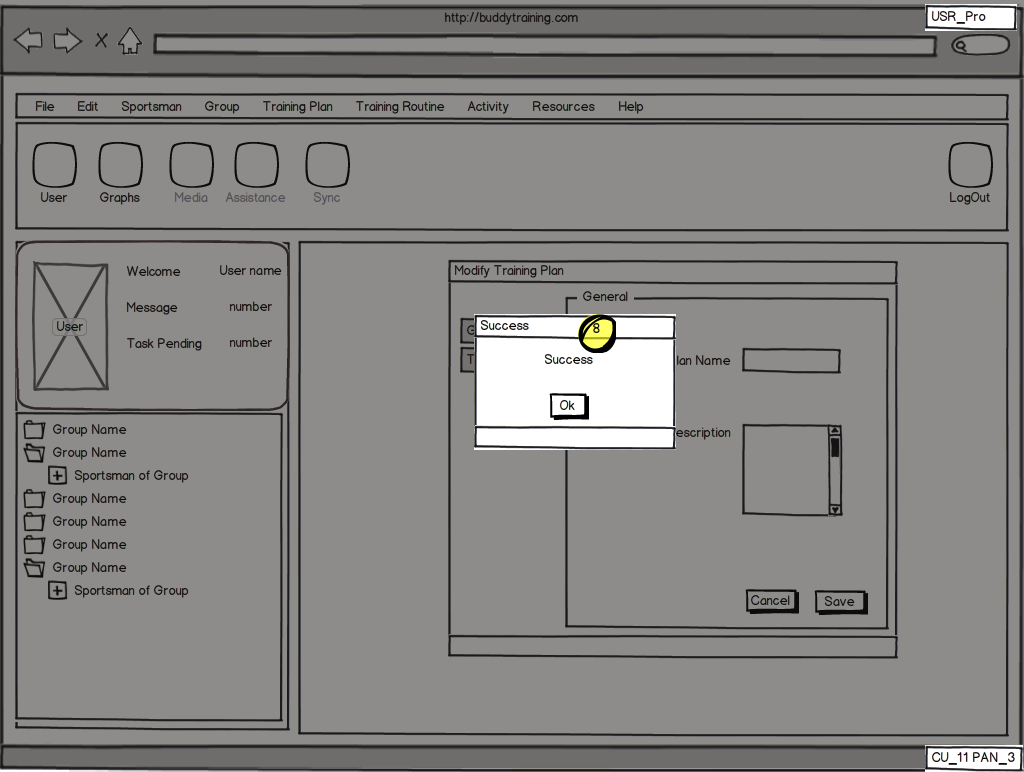 http://buddytraining.com
USR_Pro
File Edit Sportsman Group Training Plan Training Routine Activity Resources Help
User Graphs Media Assistance Sync LogOut
Welcome User name
Message number
User
Task Pending number
Group Name
Group Name
Sportsman of Group
Group Name
Group Name
Group Name
Group Name
Sportsman of Group
Modify Training Plan
General
G
T
Success
8
Success
Ok
lan Name
escription
Cancel Save
CU_11 PAN_3